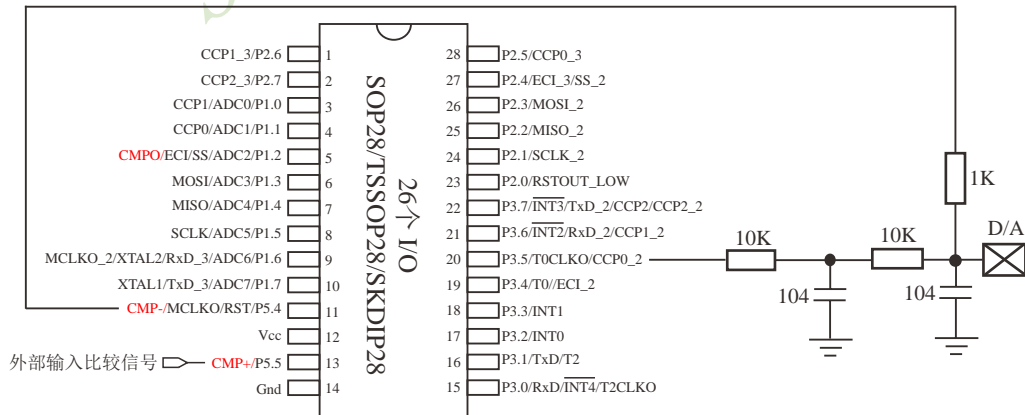 CCP1_3/P2.6
CCP2_3/P2.7
CCP1/ADC0/P1.0
CCP0/ADC1/P1.1
CMPO/ECI/SS/ADC2/P1.2
MOSI/ADC3/P1.3
MISO/ADC4/P1.4
SCLK/ADC5/P1.5
MCLKO_2/XTAL2/RxD_3/ADC6/P1.6
XTAL1/TxD_3/ADC7/P1.7
CMP-/MCLKO/RST/P5.4
Vcc
外部输入比较信号
CMP+/P5.5
Gnd
1
2
3
4
5
6
7
8
9
10
11
12
13
14
SOP28/TSSOP28/SKDIP28
26个 I/O
28
27
26
25
24
23
22
21
20
19
18
17
16
15
P2.5/CCP0_3
P2.4/ECI_3/SS_2
P2.3/MOSI_2
P2.2/MISO_2
P2.1/SCLK_2
P2.0/RSTOUT_LOW
P3.7/INT3/TxD_2/CCP2/CCP2_2
P3.6/INT2/RxD_2/CCP1_2
P3.5/T0CLKO/CCP0_2
P3.4/T0//ECI_2
P3.3/INT1
P3.2/INT0
P3.1/TxD/T2
P3.0/RxD/INT4/T2CLKO
10K
10K
1K
D/A
104
104